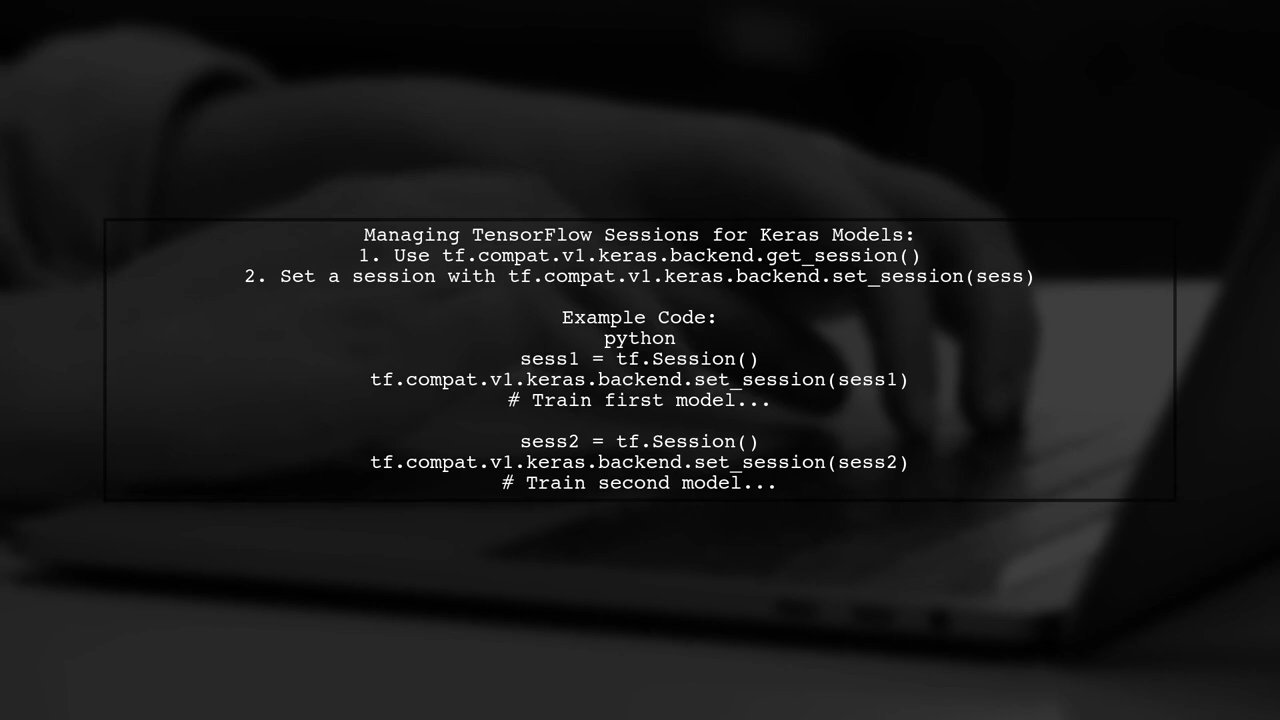 Managing TensorFlow Sessions for Keras Models:
1. Use tf.compat.v1.keras.backend.get_session()
2. Set a session with tf.compat.v1.keras.backend.set_session(sess)
Example Code:
python
sess1 = tf.Session()
tf.compat.v1.keras.backend.set_session(sess1)
# Train first model...
sess2 = tf.Session()
tf.compat.v1.keras.backend.set_session(sess2)
# Train second model...